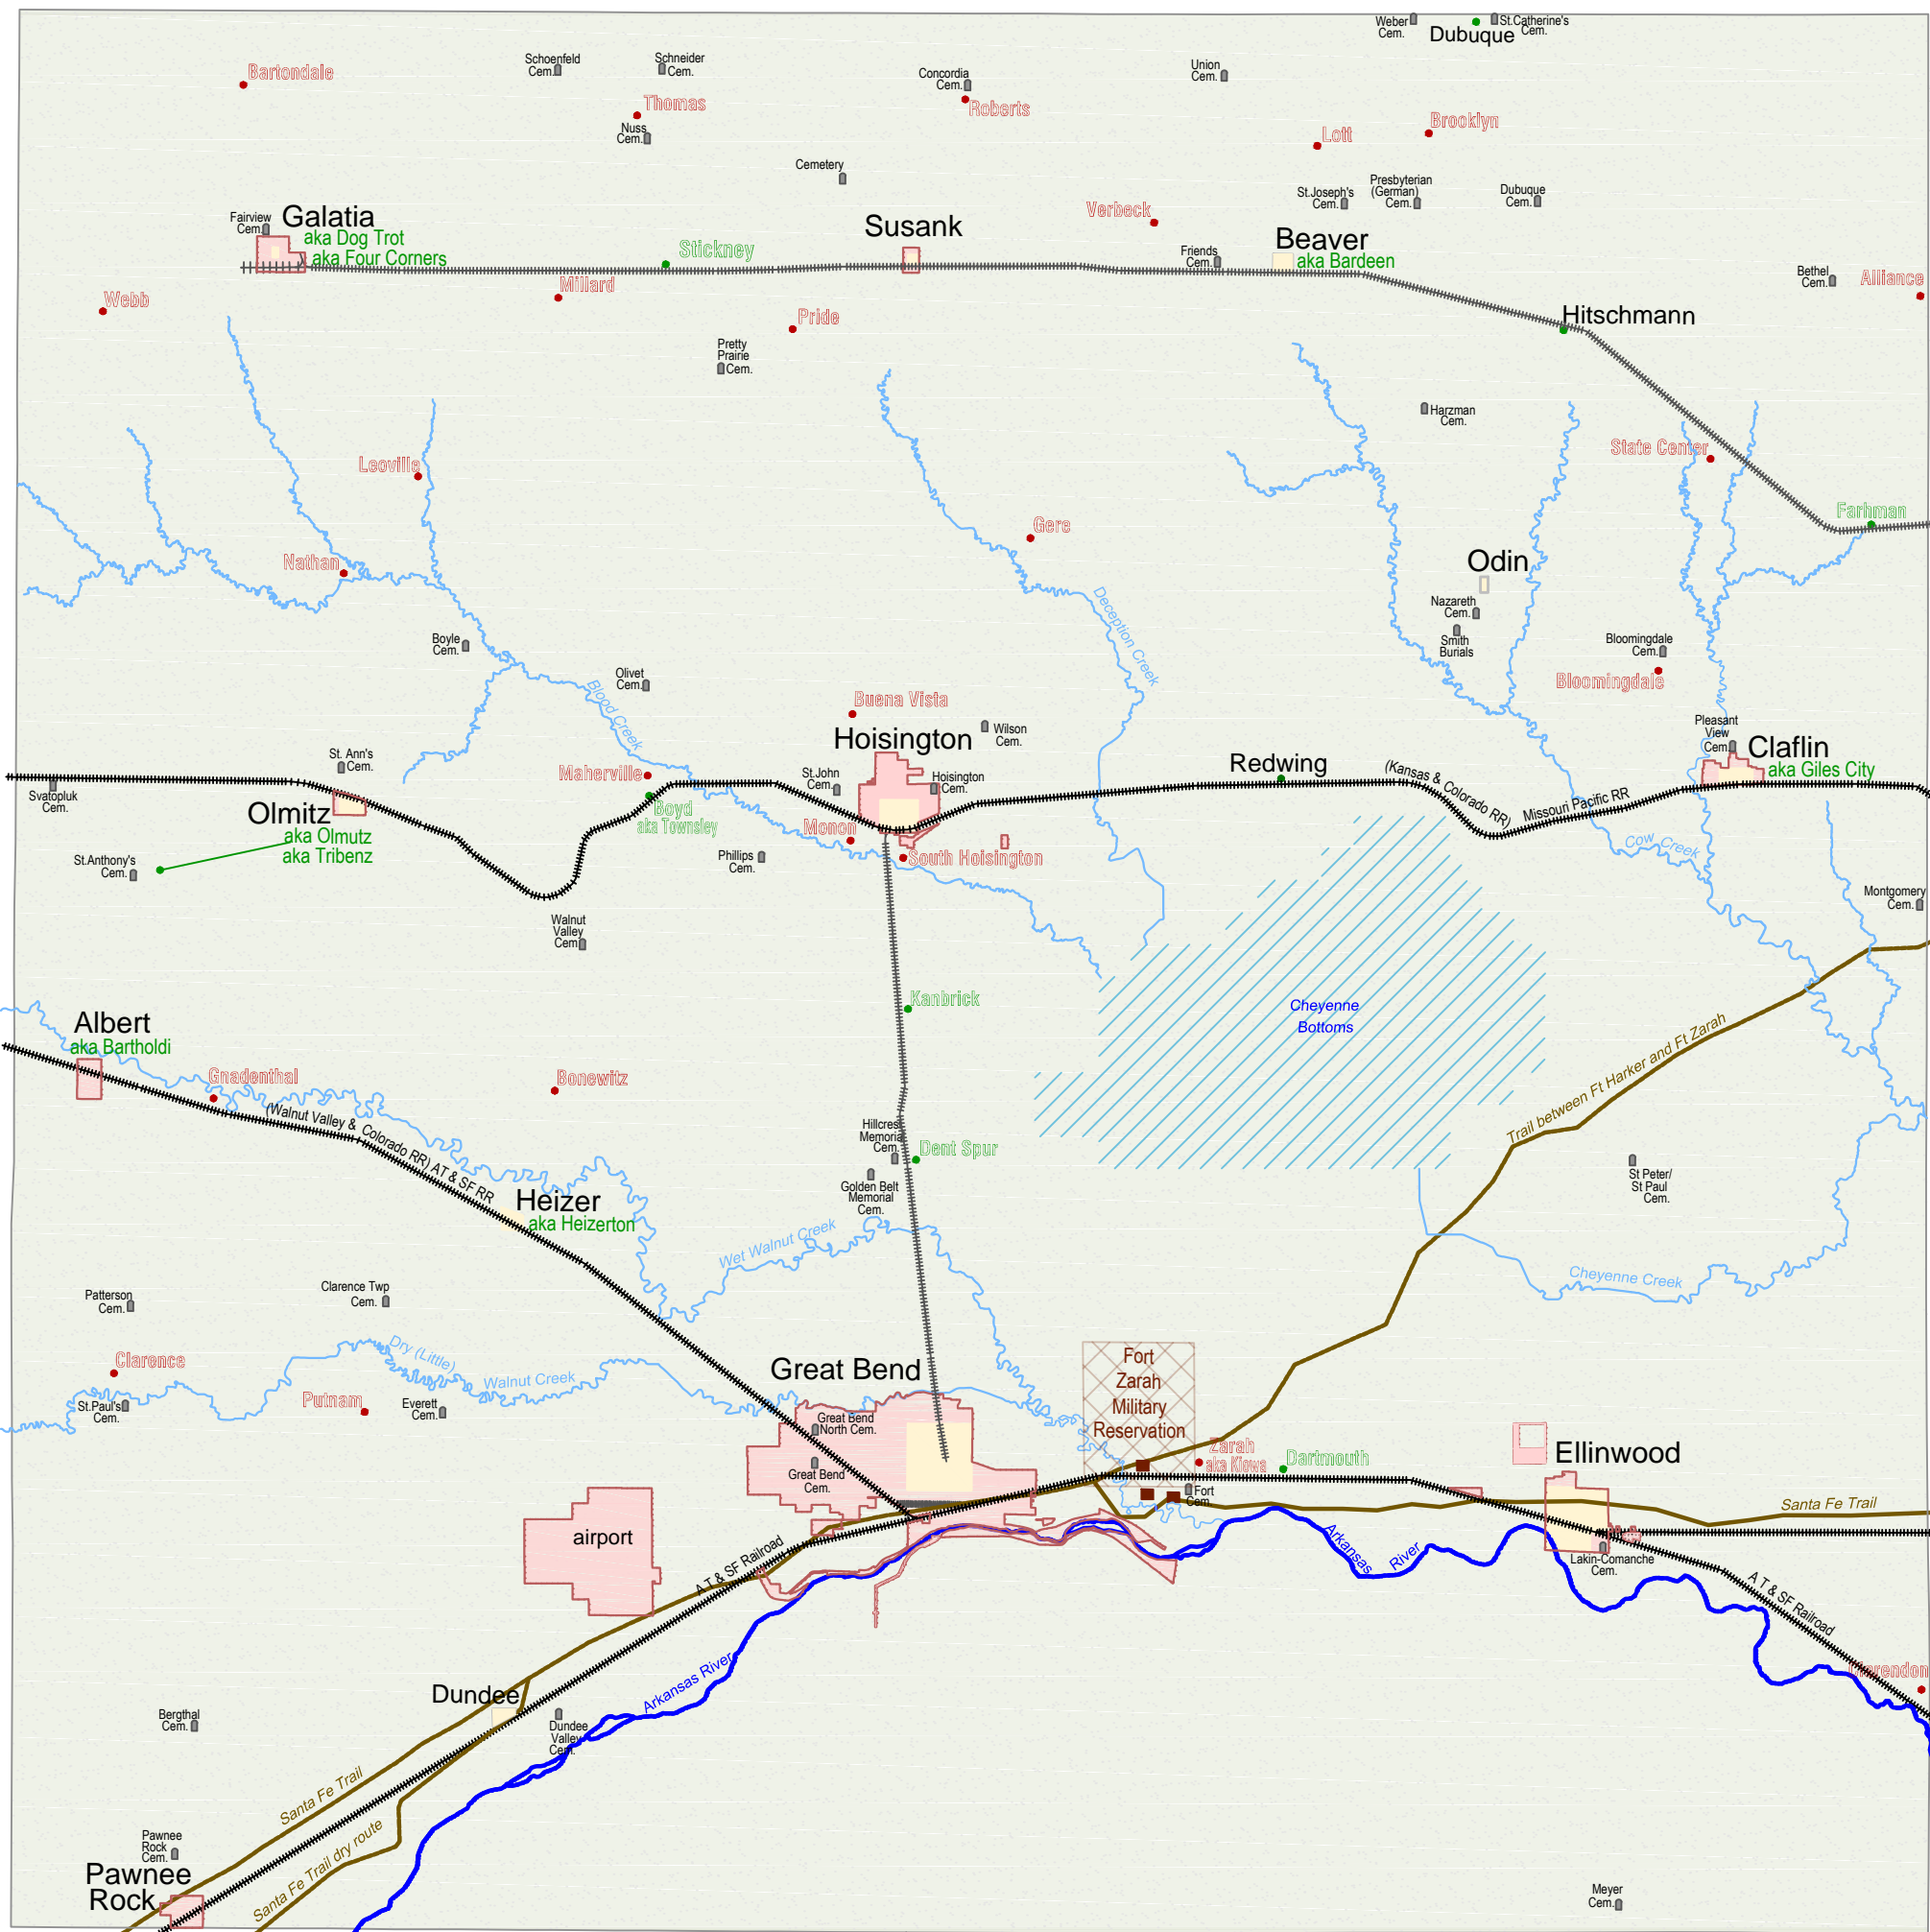 Weber
Cem.
Dubuque
St.Catherine's
Cem.
Bartondale
Schoenfeld
Cem.
Schneider
Cem.
Thomas
Nuss
Cem.
Concordia
Cem.
Roberts
Union
Cem.
Lott
Brooklyn
Cemetery
St.Joseph's
Cem.
Presbyterian
(German)
Cem.
Dubuque
Cem.
Fairview
Cem.
Galatia
aka Dog Trot
aka Four Corners
Stickney
Susank
Verbeck
Friends
Cem.
Beaver
aka Bardeen
Bethel
Cem.
Alliance
Webb
Millard
Pride
Hitschmann
Pretty
Prairie
Cem.
Harzman
Cem.
Leoville
State Center
Farhman
Gere
Nathan
Odin
Nazareth
Cem.
Smith
Burials
Deception Creek
Boyle
Cem.
Olivet
Cem.
Blood Creek
Bloomingdale
Cem.
Bloomingdale
Buena Vista
Wilson
Cem.
Hoisington
Pleasant
View
Cem.
Claflin
aka Giles City
St. Ann's
Cem.
Svatopluk
Cem.
Maherville
St.John
Cem.
Hoisington
Cem.
Redwing
(Kansas & Colorado RR)
Missouri Pacific RR
Olmitz
aka Olmutz
aka Tribenz
Boyd
aka Townsley
Monon
South Hoisington
Phillips
Cem.
St.Anthony's
Cem.
Cow Creek
Montgomery
Cem.
Walnut
Valley
Cem
Kanbrick
Cheyenne
Bottoms
Albert
aka Bartholdi
Gnadenthal
Bonewitz
Trail between Ft Harker and Ft Zarah
(Walnut Valley & Colorado RR) AT & SF RR
Hillcrest
Memorial
Cem.
Dent Spur
Golden Belt
Memorial
Cem.
St Peter/
St Paul
Cem.
Heizer
aka Heizerton
Wet Walnut Creek
Cheyenne Creek
Patterson
Cem.
Clarence Twp
Cem.
Clarence
Dry (Little)
Walnut Creek
Great Bend
Fort
Zarah
Military
Reservation
St.Paul's
Cem.
Putnam
Everett
Cem.
Great Bend
North Cem.
Great Bend
Cem.
Zarah
aka Kiowa
Dartmouth
Ellinwood
Fort
Cem.
Santa Fe Trail
airport
A T & SF Railroad
Arkansas
River
Lakin-Comanche
Cem.
A T & SF Railroad
Arkansas River
Dundee
Dundee
Valley
Cem.
Bergthal
Cem.
Santa Fe Trail
Santa Fe Trail dry route
Pawnee
Rock
Cem.
Pawnee
Rock
Meyer
Cem.